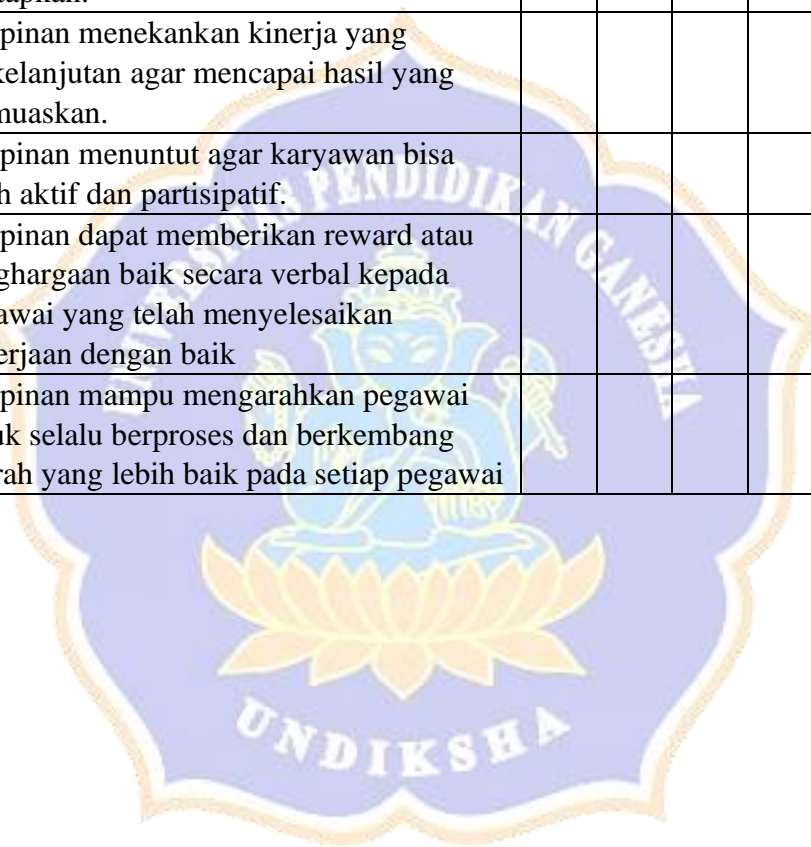 pinan menekankan kinerja yang
kelanjutan agar mencapai hasil yang
muaskan.
pinan menuntut agar karyawan bisa
h aktif dan partisipatif.
pinan dapat memberikan reward atau
ghargaan baik secara verbal kepada
awai yang telah menyelesaikan
erjaan dengan baik
pinan mampu mengarahkan pegawai
uk selalu berproses dan berkembang
rah yang lebih baik pada setiap pegawai
UNIVERSITAS PENDIDIKAN GANESHA
UNDIKSHA